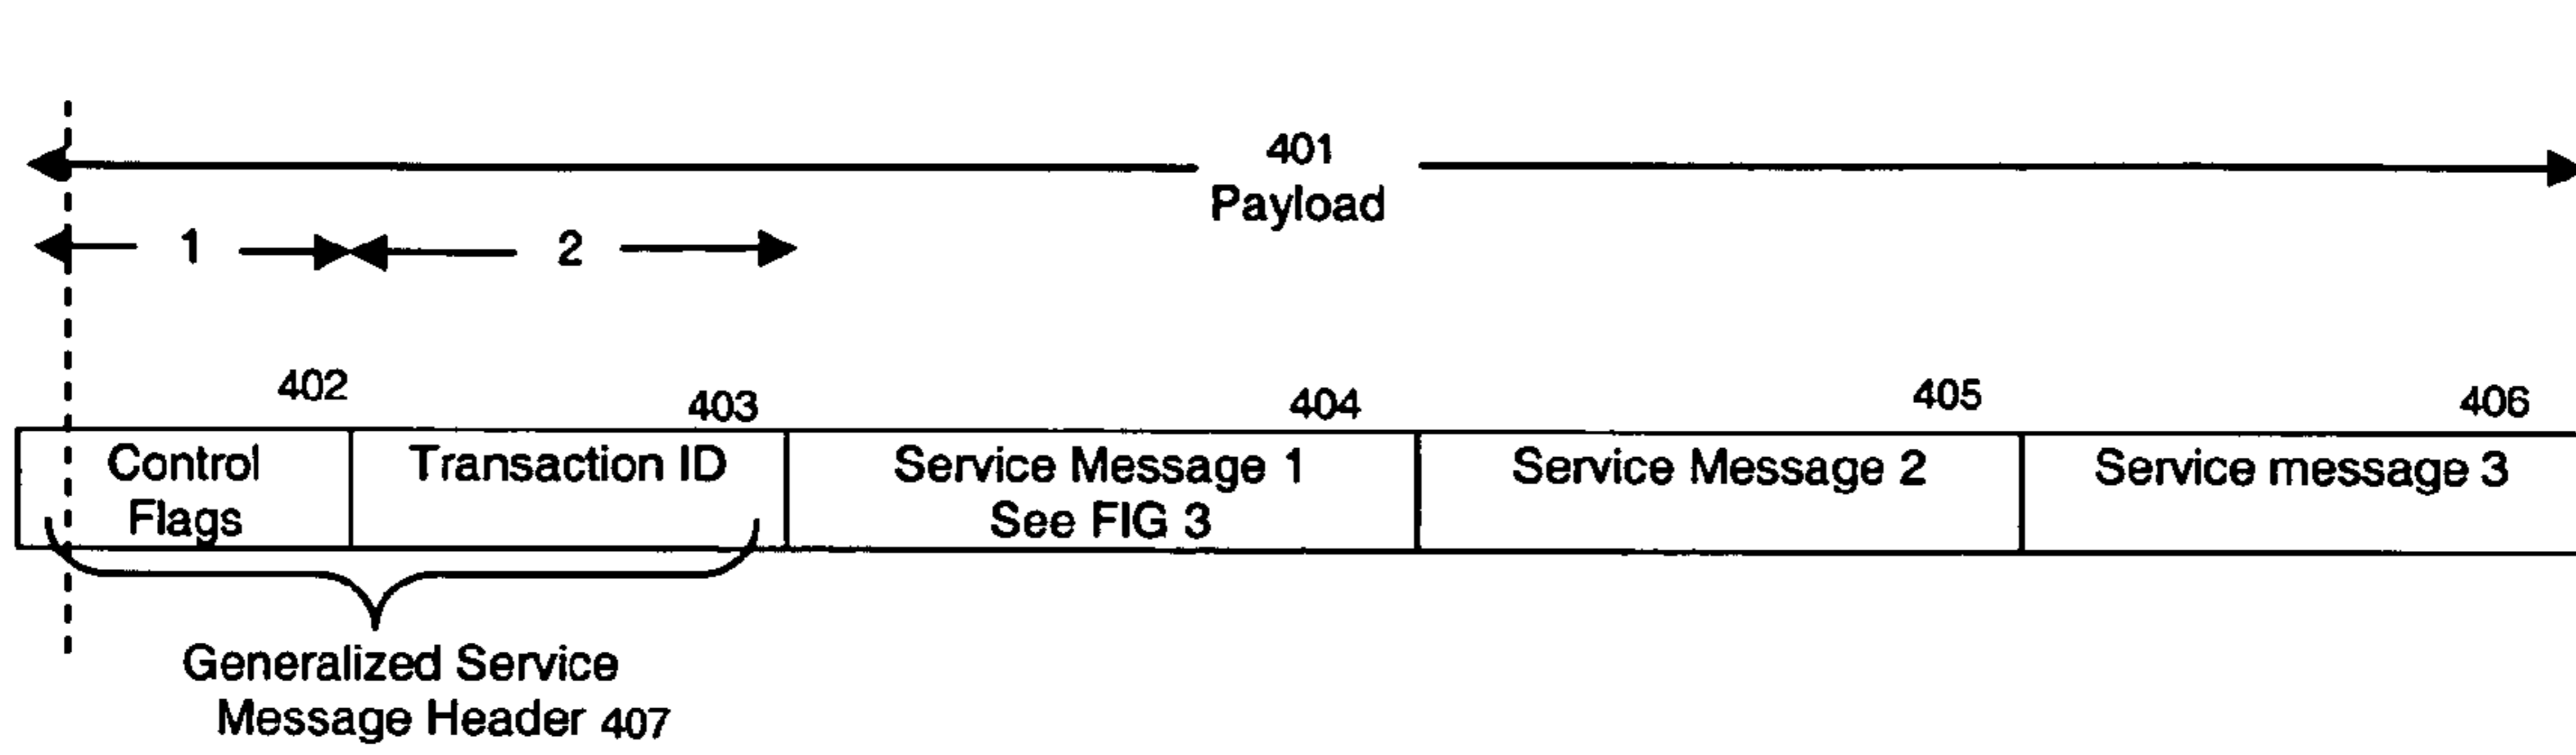 401
Payload
1 2
402 403 404 405 406
Control
Flags
Transaction ID
Service Message 1
See FIG 3
Service Message 2
Service message 3
Generalized Service
Message Header 407